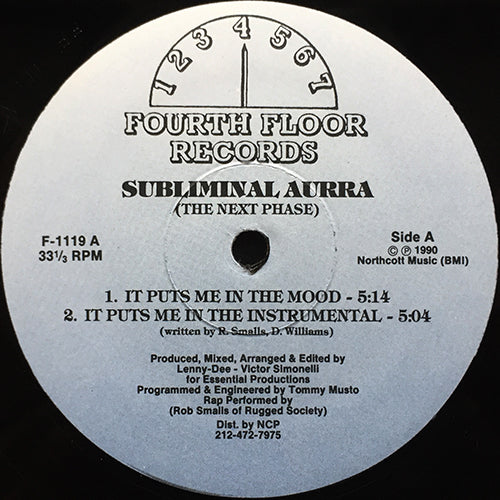 1 2 3 4 5 6 7
FOURTH FLOOR
RECORDS
SUBLIMINAL AURRA
(THE NEXT PHASE)
F-1119 A
33⅓ RPM
Side A
© ℗ 1990
Northcott Music (BMI)
1. IT PUTS ME IN THE MOOD - 5:14
2. IT PUTS ME IN THE INSTRUMENTAL - 5:04
(written by R. Smalls, D. Williams)
Produced, Mixed, Arranged & Edited by
Lenny-Dee - Victor Simonelli
for Essential Productions
Programmed & Engineered by Tommy Musto
Rap Performed by
(Rob Smalls of Rugged Society)
Dist. by NCP
212-472-7975